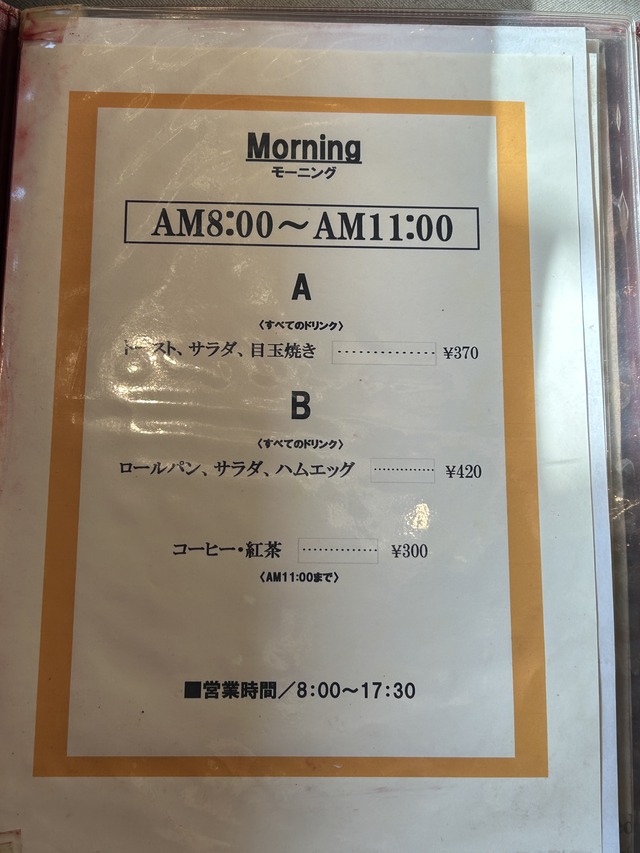 Morning
モーニング
AM8:00～AM11:00
A
〈すべてのドリンク〉
トースト、サラダ、目玉焼き ‥‥‥‥‥‥‥ ¥370
B
〈すべてのドリンク〉
ロールパン、サラダ、ハムエッグ ‥‥‥‥‥‥‥ ¥420
コーヒー・紅茶 ‥‥‥‥‥‥‥ ¥300
〈AM11:00まで〉
■営業時間／8:00～17:30